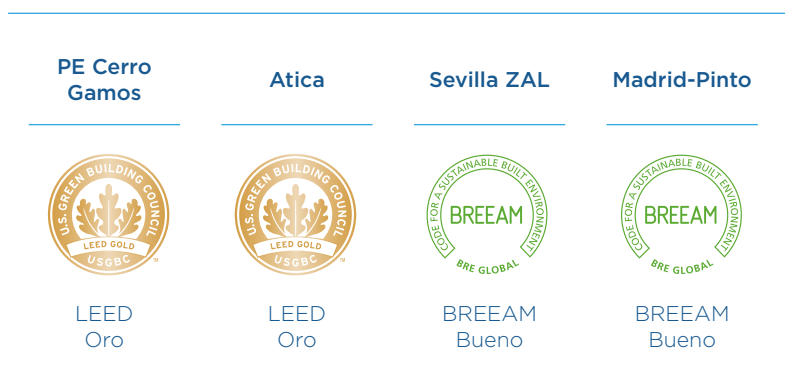 PE Cerro
Gamos
Atica
Sevilla ZAL
Madrid-Pinto
U.S. GREEN BUILDING COUNCIL
LEED GOLD
USGBC
™
U.S. GREEN BUILDING COUNCIL
LEED GOLD
USGBC
™
CODE FOR A SUSTAINABLE BUILT ENVIRONMENT
BREEAM
BRE GLOBAL
CODE FOR A SUSTAINABLE BUILT ENVIRONMENT
BREEAM
BRE GLOBAL
LEED
Oro
LEED
Oro
BREEAM
Bueno
BREEAM
Bueno